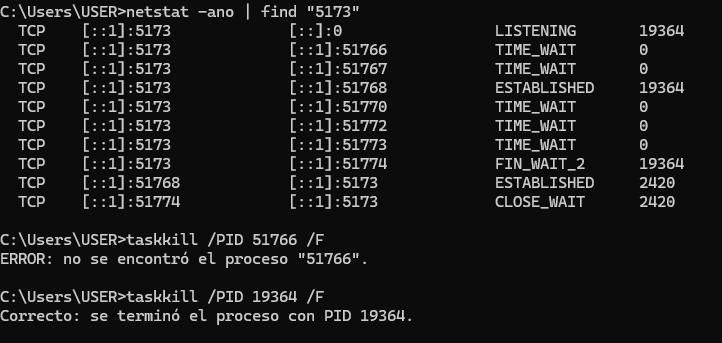 C:\Users\USER>netstat -ano | find "5173"
  TCP    [::1]:5173             [::]:0                 LISTENING       19364
  TCP    [::1]:5173             [::1]:51766            TIME_WAIT       0
  TCP    [::1]:5173             [::1]:51767            TIME_WAIT       0
  TCP    [::1]:5173             [::1]:51768            ESTABLISHED     19364
  TCP    [::1]:5173             [::1]:51770            TIME_WAIT       0
  TCP    [::1]:5173             [::1]:51772            TIME_WAIT       0
  TCP    [::1]:5173             [::1]:51773            TIME_WAIT       0
  TCP    [::1]:5173             [::1]:51774            FIN_WAIT_2      19364
  TCP    [::1]:51768            [::1]:5173             ESTABLISHED     2420
  TCP    [::1]:51774            [::1]:5173             CLOSE_WAIT      2420
C:\Users\USER>taskkill /PID 51766 /F
ERROR: no se encontró el proceso "51766".
C:\Users\USER>taskkill /PID 19364 /F
Correcto: se terminó el proceso con PID 19364.